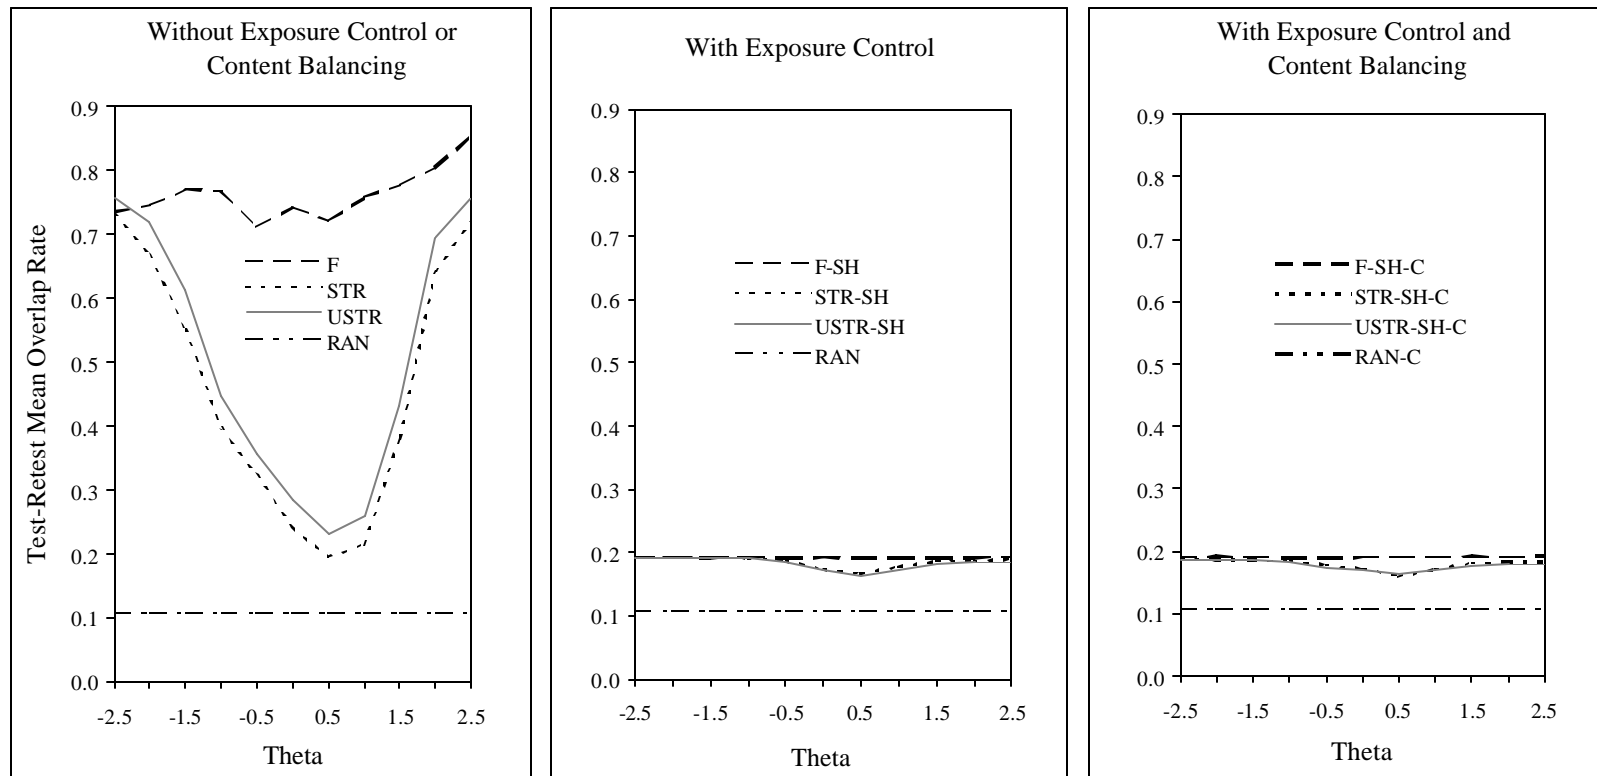 Without Exposure Control or
Content Balancing
Test-Retest Mean Overlap Rate
0.9
0.8
0.7
0.6
0.5
0.4
0.3
0.2
0.1
0.0
F
STR
USTR
RAN
-2.5 -1.5 -0.5 0.5 1.5 2.5
Theta
With Exposure Control
0.9
0.8
0.7
0.6
0.5
0.4
0.3
0.2
0.1
0.0
F-SH
STR-SH
USTR-SH
RAN
-2.5 -1.5 -0.5 0.5 1.5 2.5
Theta
With Exposure Control and
Content Balancing
0.9
0.8
0.7
0.6
0.5
0.4
0.3
0.2
0.1
0.0
F-SH-C
STR-SH-C
USTR-SH-C
RAN-C
-2.5 -1.5 -0.5 0.5 1.5 2.5
Theta